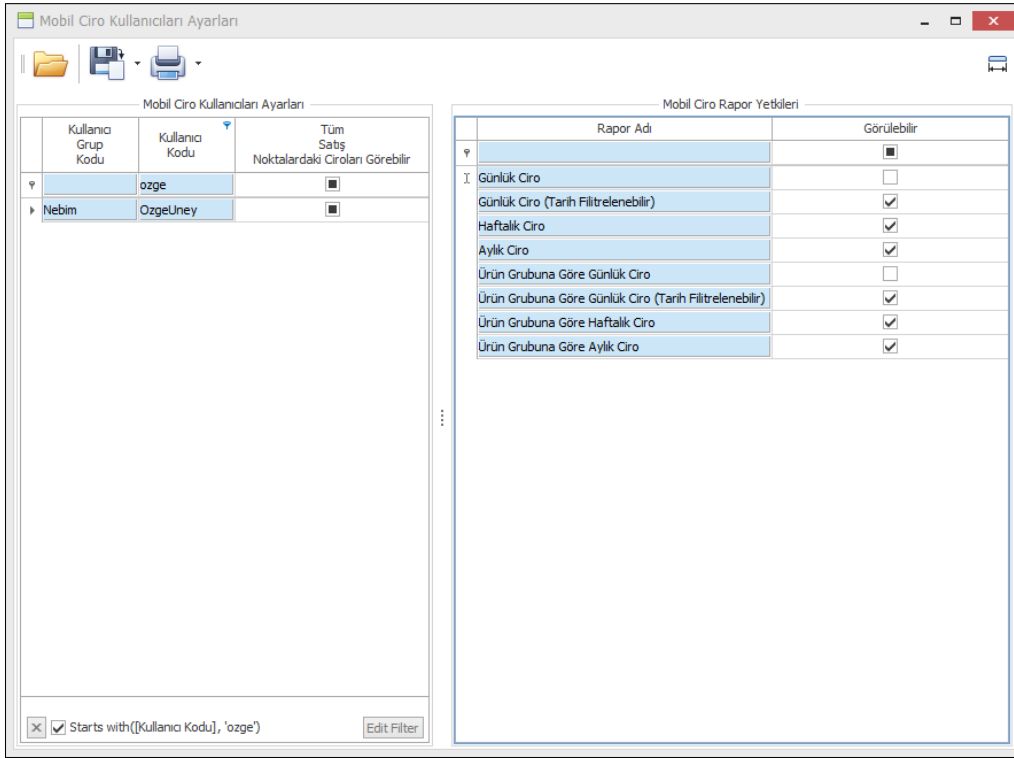 Mobil Ciro Kullanıcıları Ayarları
Mobil Ciro Kullanıcıları Ayarları
Kullanıcı
Grup
Kodu
Kullanıcı
Kodu
Tüm
Satış
Noktalardaki Ciroları Görebilir
ozge
Nebim OzgeUney
Starts with([Kullanıcı Kodu], 'ozge')
Edit Filter
Mobil Ciro Rapor Yetkileri
Rapor Adı Görülebilir
Günlük Ciro
Günlük Ciro (Tarih Filitrelenebilir)
Haftalık Ciro
Aylık Ciro
Ürün Grubuna Göre Günlük Ciro
Ürün Grubuna Göre Günlük Ciro (Tarih Filitrelenebilir)
Ürün Grubuna Göre Haftalık Ciro
Ürün Grubuna Göre Aylık Ciro